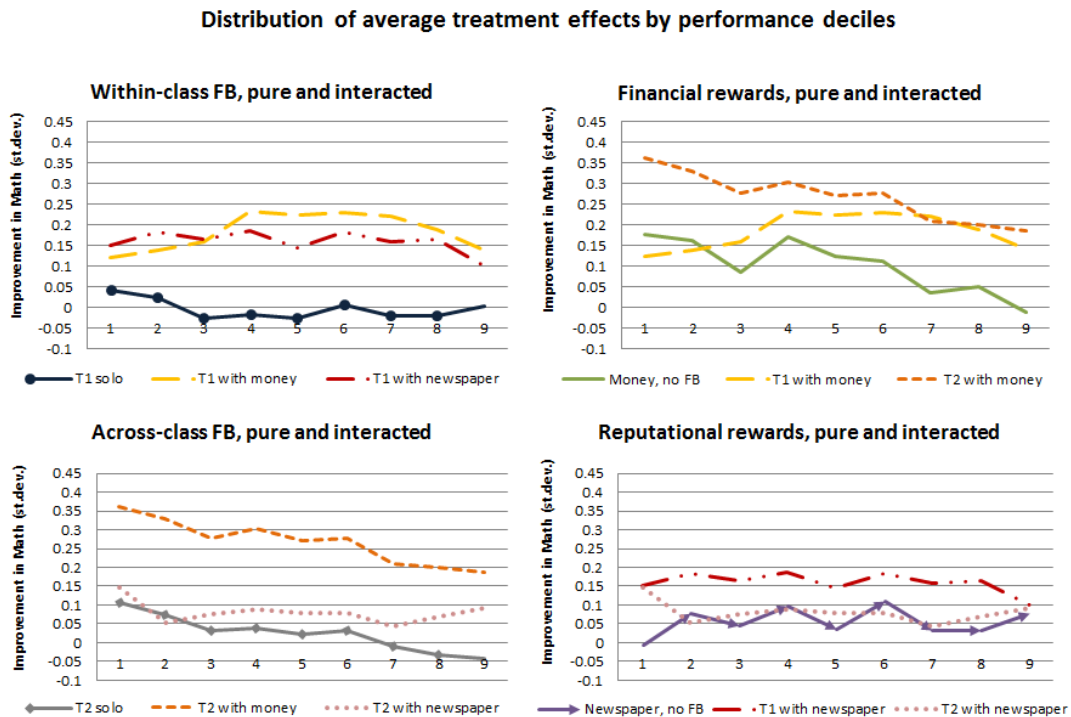 Distribution of average treatment effects by performance deciles
Within-class FB, pure and interacted
Improvement in Math (st.dev.)
0.45
0.4
0.35
0.3
0.25
0.2
0.15
0.1
0.05
0
-0.05
-0.1
1 2 3 4 5 6 7 8 9
T1 solo T1 with money T1 with newspaper
Financial rewards, pure and interacted
Improvement in Math (st.dev.)
0.45
0.4
0.35
0.3
0.25
0.2
0.15
0.1
0.05
0
-0.05
-0.1
1 2 3 4 5 6 7 8 9
Money, no FB T1 with money T2 with money
Across-class FB, pure and interacted
Improvement in Math (st.dev.)
0.45
0.4
0.35
0.3
0.25
0.2
0.15
0.1
0.05
0
-0.05
-0.1
1 2 3 4 5 6 7 8 9
T2 solo T2 with money T2 with newspaper
Reputational rewards, pure and interacted
Improvement in Math (st.dev.)
0.45
0.4
0.35
0.3
0.25
0.2
0.15
0.1
0.05
0
-0.05
-0.1
1 2 3 4 5 6 7 8 9
Newspaper, no FB T1 with newspaper T2 with newspaper